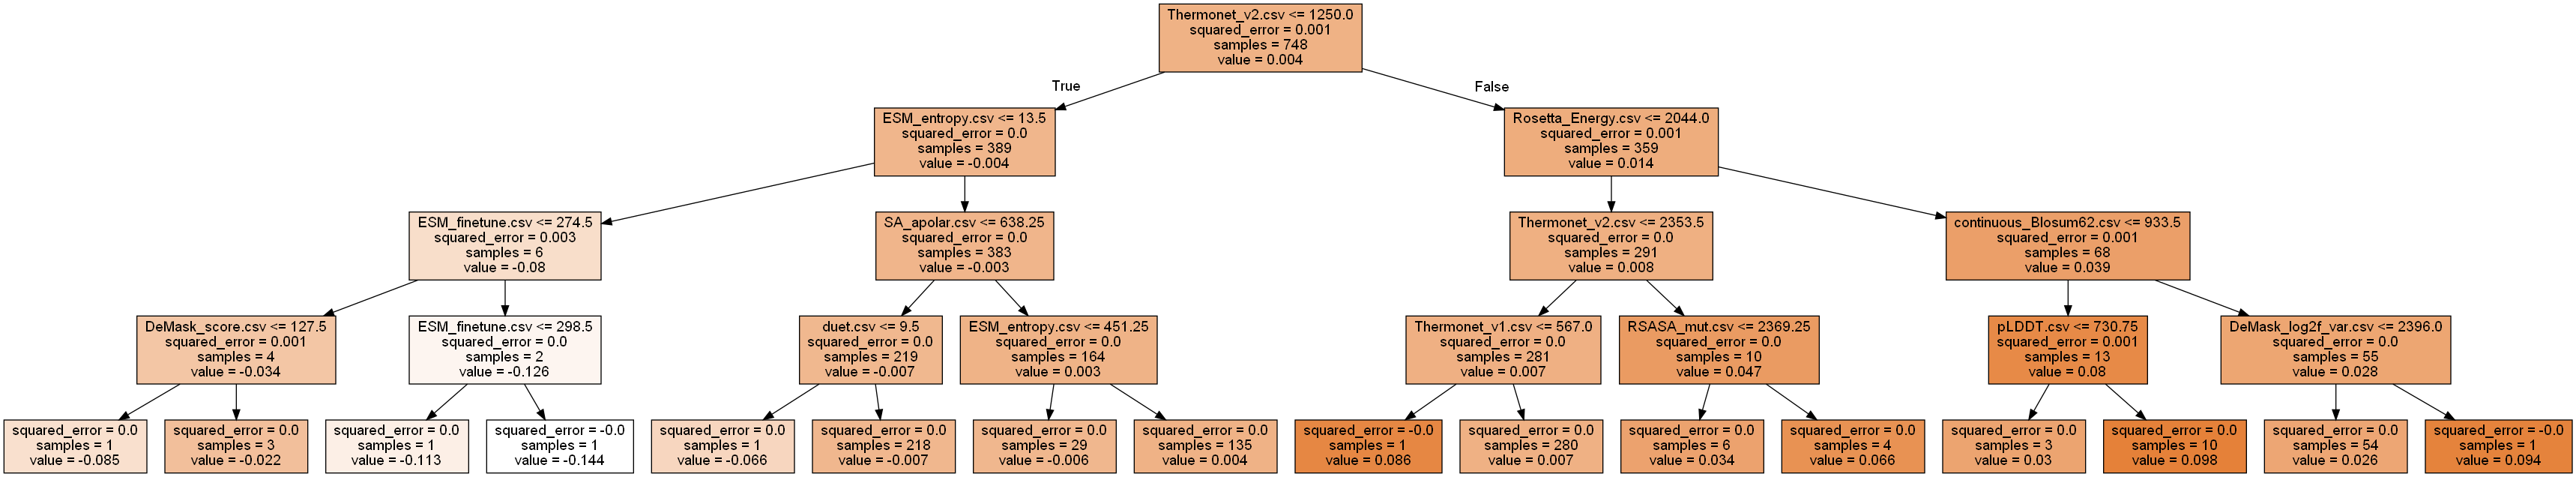 Thermonet_v2.csv <= 1250.0
squared_error = 0.001
samples = 748
value = 0.004
True
False
ESM_entropy.csv <= 13.5
squared_error = 0.0
samples = 389
value = -0.004
Rosetta_Energy.csv <= 2044.0
squared_error = 0.001
samples = 359
value = 0.014
ESM_finetune.csv <= 274.5
squared_error = 0.003
samples = 6
value = -0.08
SA_apolar.csv <= 638.25
squared_error = 0.0
samples = 383
value = -0.003
Thermonet_v2.csv <= 2353.5
squared_error = 0.0
samples = 291
value = 0.008
continuous_Blosum62.csv <= 933.5
squared_error = 0.001
samples = 68
value = 0.039
DeMask_score.csv <= 127.5
squared_error = 0.001
samples = 4
value = -0.034
ESM_finetune.csv <= 298.5
squared_error = 0.0
samples = 2
value = -0.126
duet.csv <= 9.5
squared_error = 0.0
samples = 219
value = -0.007
ESM_entropy.csv <= 451.25
squared_error = 0.0
samples = 164
value = 0.003
Thermonet_v1.csv <= 567.0
squared_error = 0.0
samples = 281
value = 0.007
RSASA_mut.csv <= 2369.25
squared_error = 0.0
samples = 10
value = 0.047
pLDDT.csv <= 730.75
squared_error = 0.001
samples = 13
value = 0.08
DeMask_log2f_var.csv <= 2396.0
squared_error = 0.0
samples = 55
value = 0.028
squared_error = 0.0
samples = 1
value = -0.085
squared_error = 0.0
samples = 3
value = -0.022
squared_error = 0.0
samples = 1
value = -0.113
squared_error = -0.0
samples = 1
value = -0.144
squared_error = 0.0
samples = 1
value = -0.066
squared_error = 0.0
samples = 218
value = -0.007
squared_error = 0.0
samples = 29
value = -0.006
squared_error = 0.0
samples = 135
value = 0.004
squared_error = -0.0
samples = 1
value = 0.086
squared_error = 0.0
samples = 280
value = 0.007
squared_error = 0.0
samples = 6
value = 0.034
squared_error = 0.0
samples = 4
value = 0.066
squared_error = 0.0
samples = 3
value = 0.03
squared_error = 0.0
samples = 10
value = 0.098
squared_error = 0.0
samples = 54
value = 0.026
squared_error = -0.0
samples = 1
value = 0.094